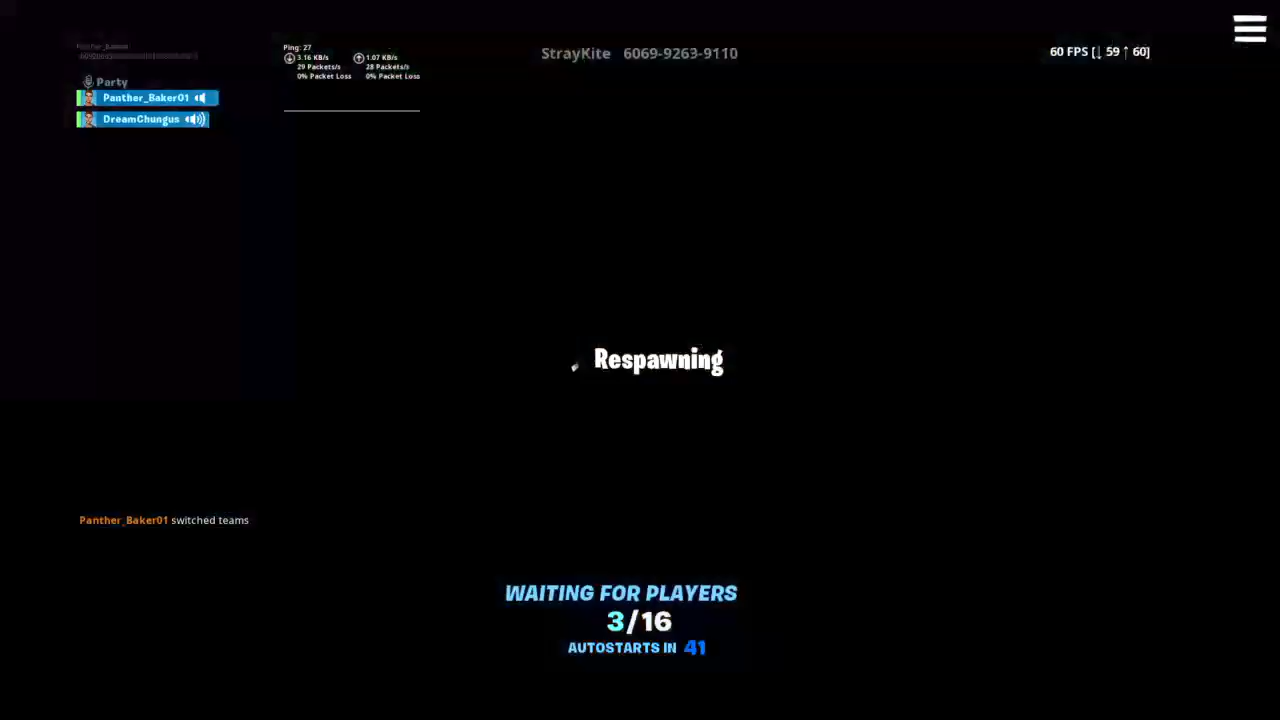 Ping: 27
3.16 KB/s 1.07 KB/s
29 Packets/s 28 Packets/s
0% Packet Loss 0% Packet Loss
StrayKite 6069-9263-9110
60 FPS [↓ 59 ↑ 60]
Party
Panther_Baker01
DreamChungus
Respawning
Panther_Baker01 switched teams
WAITING FOR PLAYERS
3/16
AUTOSTARTS IN 41